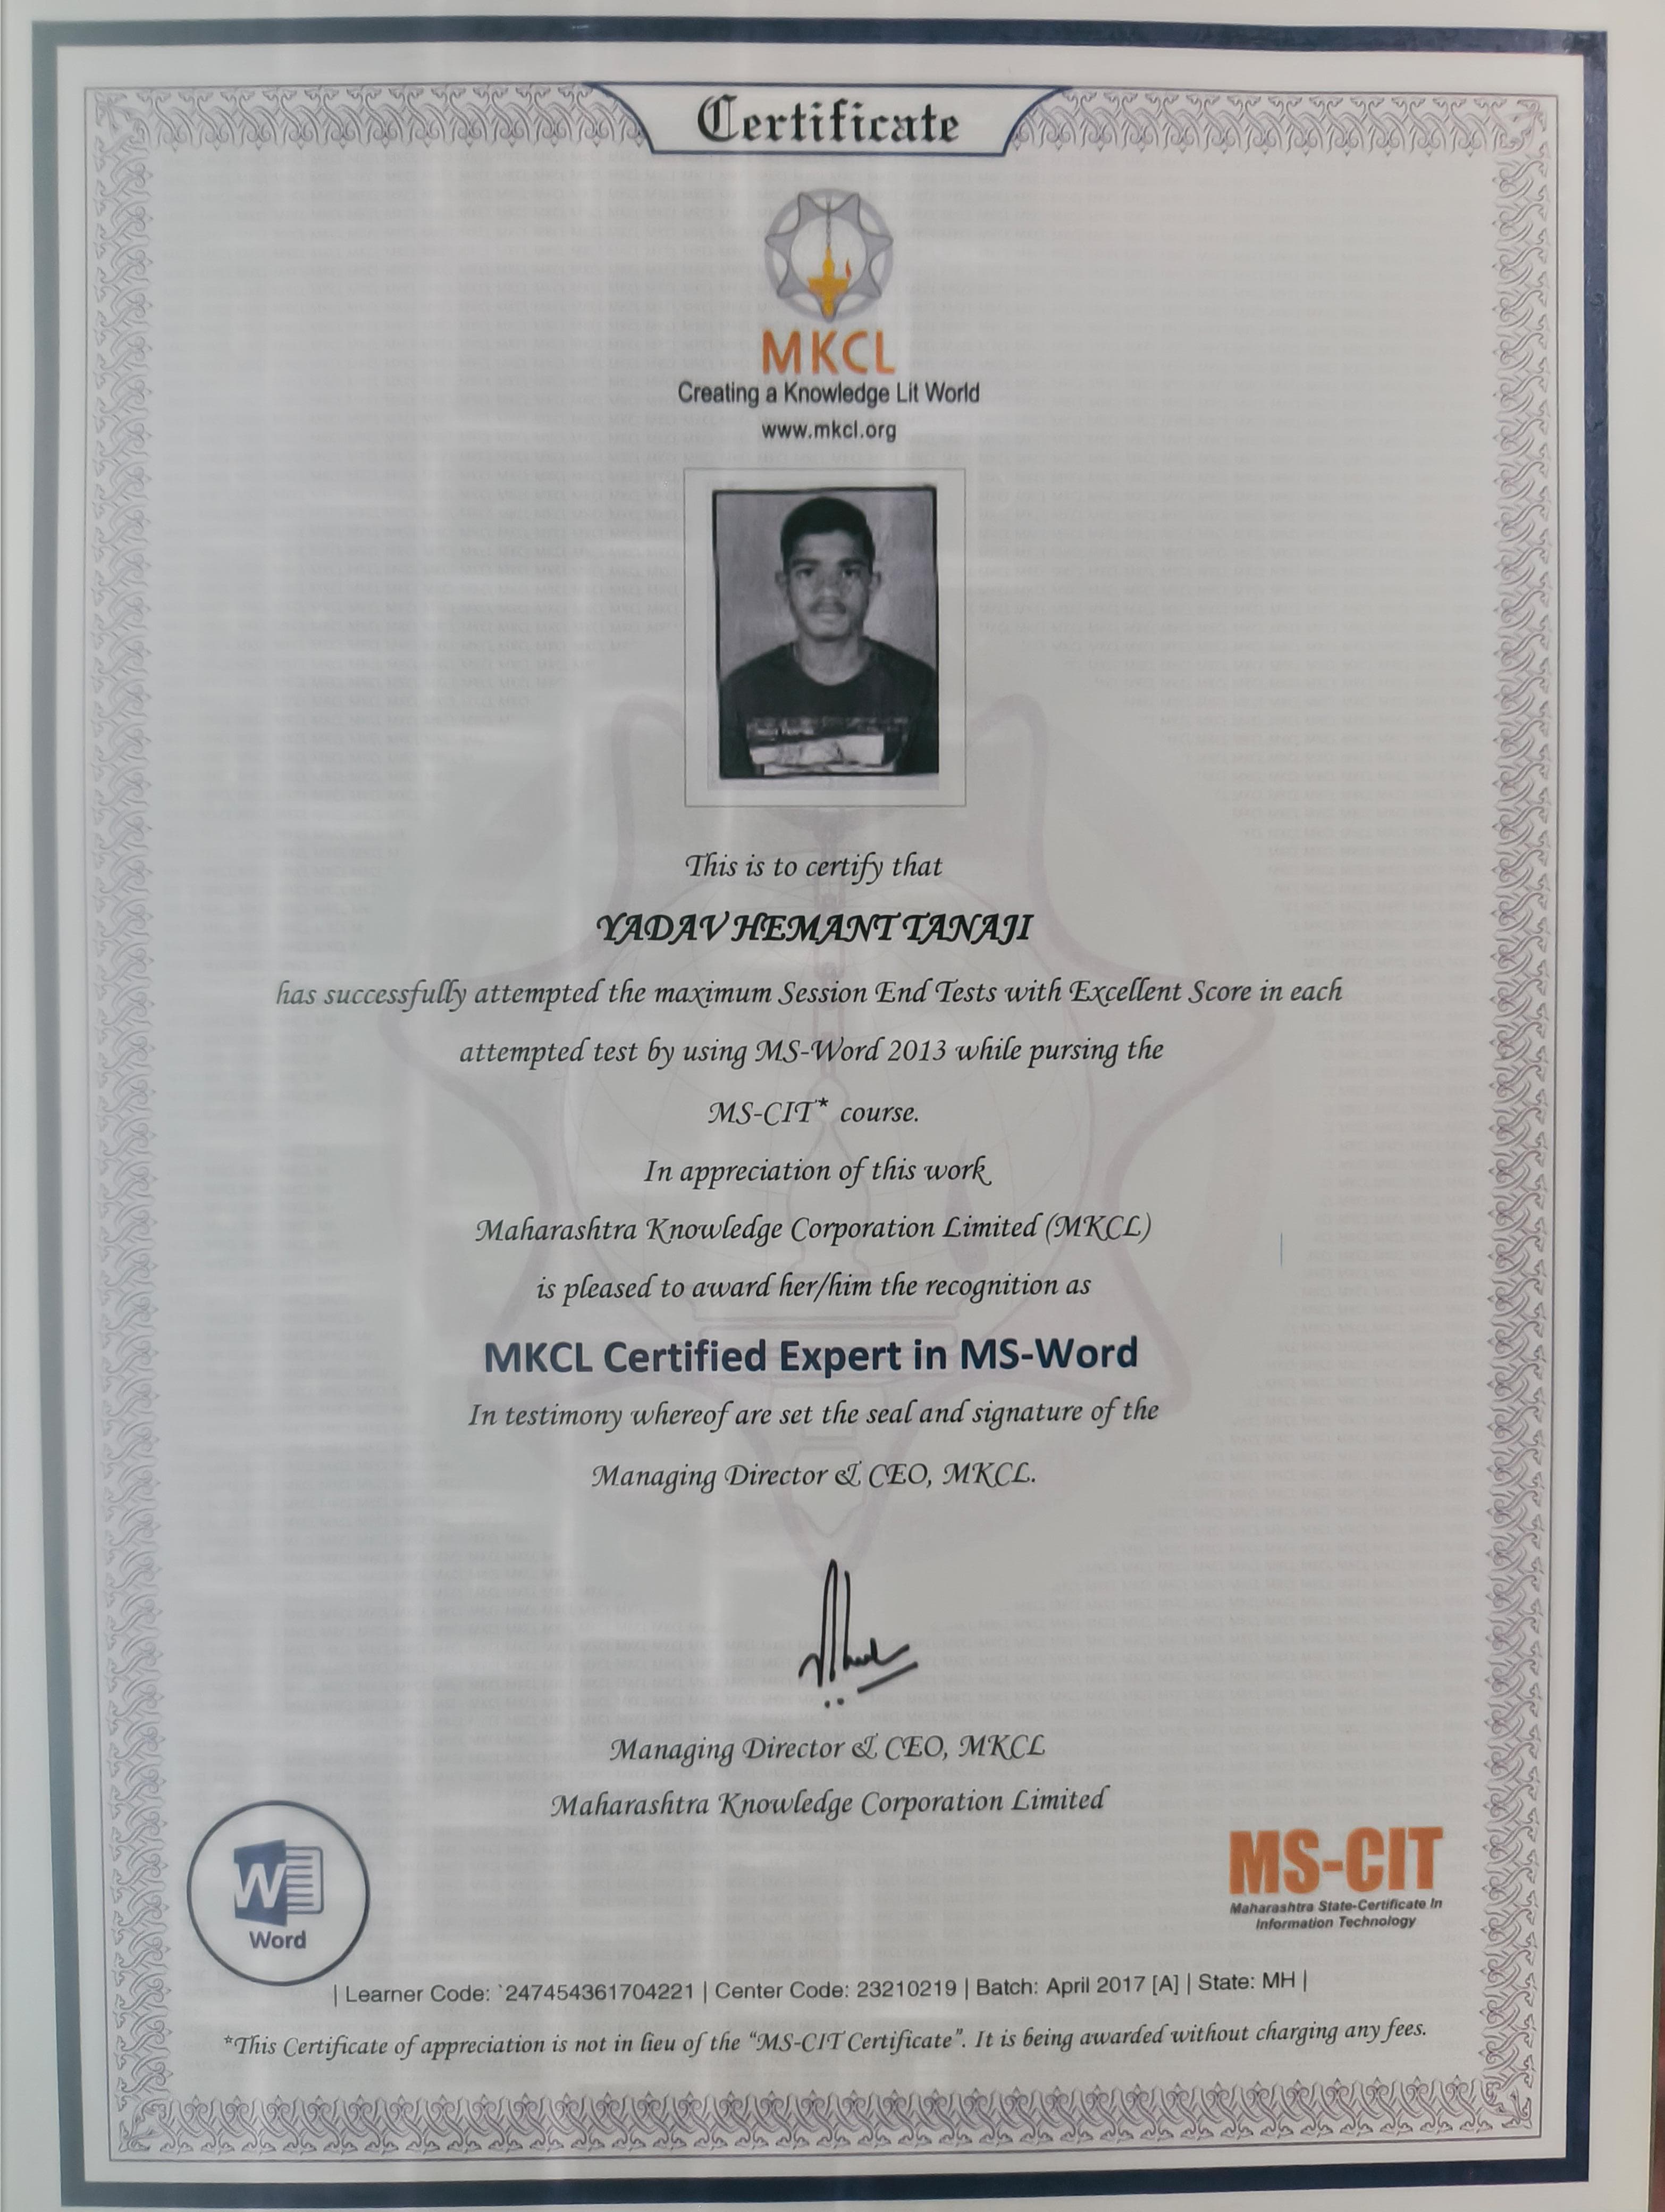 Certificate
MKCL
Creating a Knowledge Lit World
www.mkcl.org
This is to certify that
YADAV HEMANT TANAJI
has successfully attempted the maximum Session End Tests with Excellent Score in each
attempted test by using MS-Word 2013 while pursing the
MS-CIT* course.
In appreciation of this work
Maharashtra Knowledge Corporation Limited (MKCL)
is pleased to award her/him the recognition as
MKCL Certified Expert in MS-Word
In testimony whereof are set the seal and signature of the
Managing Director & CEO, MKCL.
Managing Director & CEO, MKCL
Maharashtra Knowledge Corporation Limited
W
Word
MS-CIT
Maharashtra State-Certificate In
Information Technology
| Learner Code: `247454361704221 | Center Code: 23210219 | Batch: April 2017 [A] | State: MH |
*This Certificate of appreciation is not in lieu of the “MS-CIT Certificate”. It is being awarded without charging any fees.